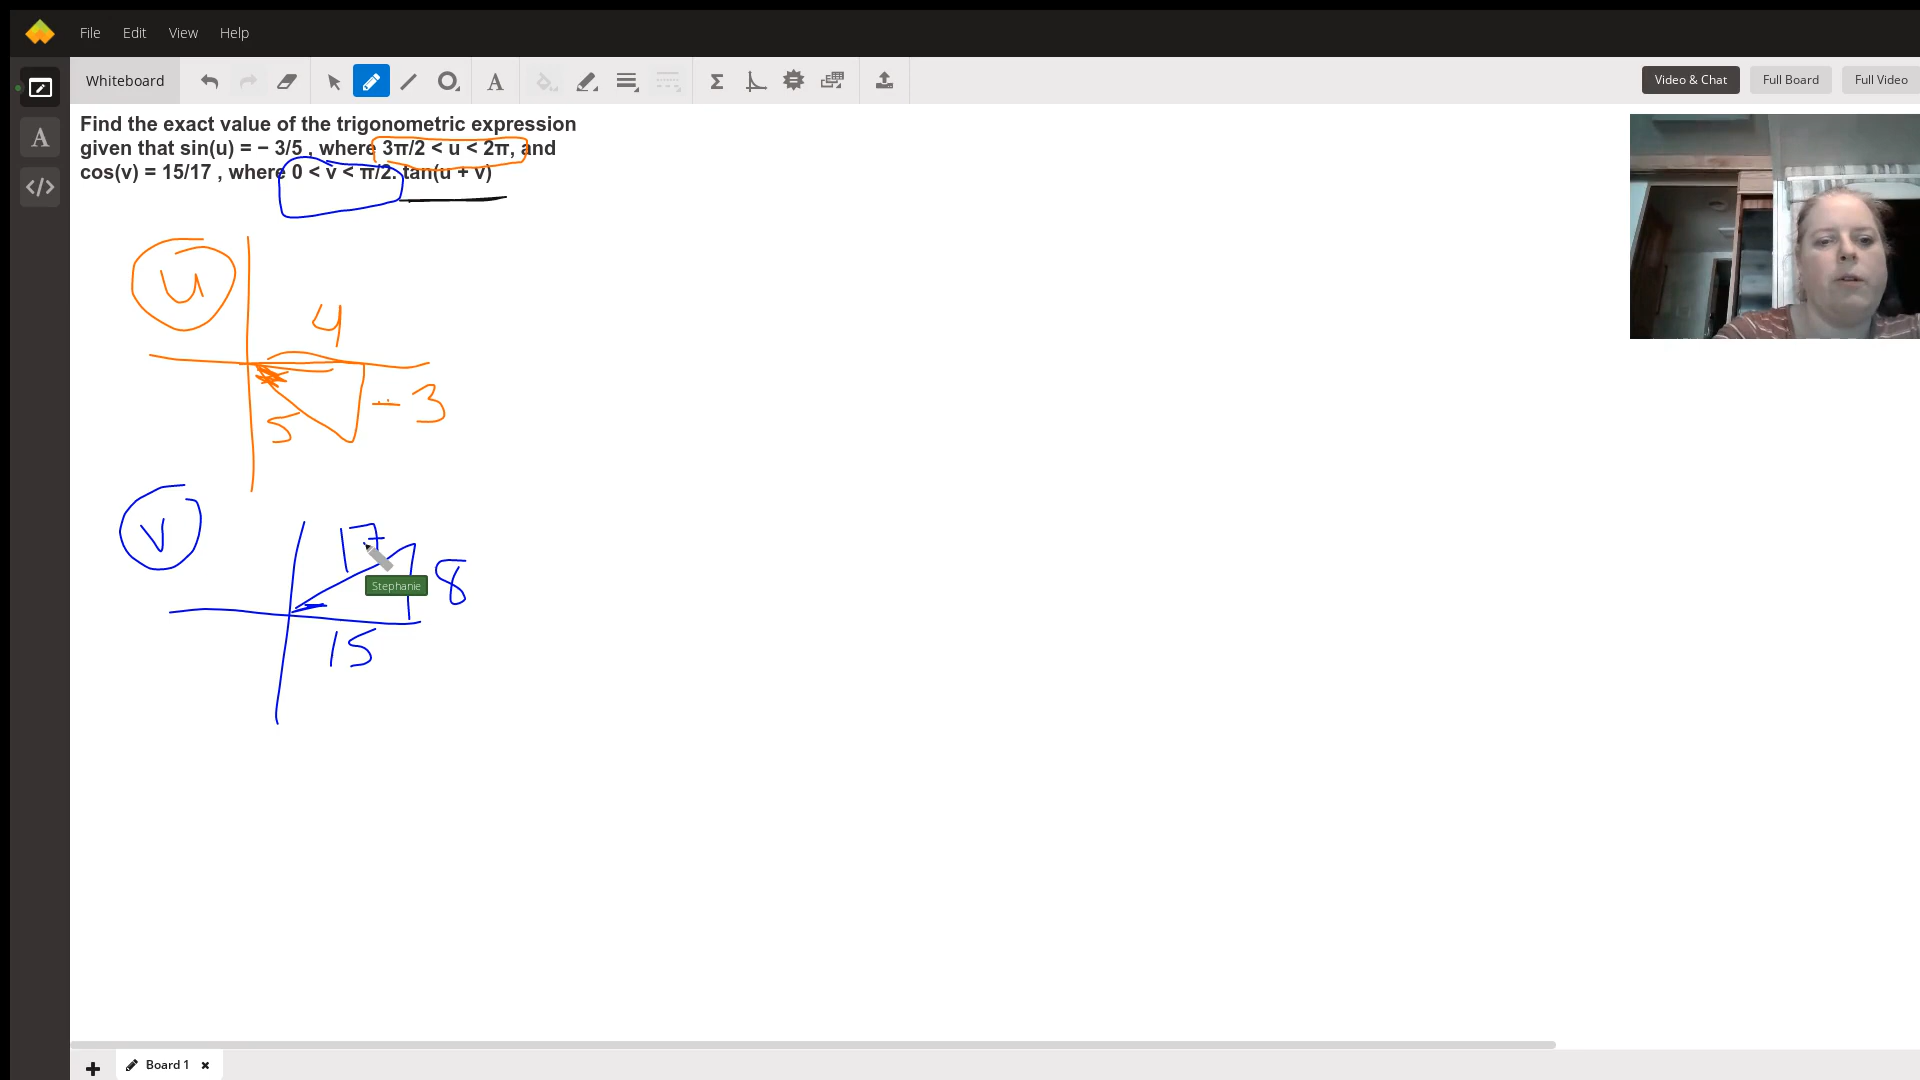 File Edit View Help
Whiteboard
A
Σ
Video & Chat Full Board Full Video
A
</>
Find the exact value of the trigonometric expression
given that sin(u) = − 3/5 , where 3π/2 < u < 2π, and
cos(v) = 15/17 , where 0 < v < π/2. tan(u + v)
u
4
-3
5
v
17
Stephanie
8
15
+ Board 1 ×